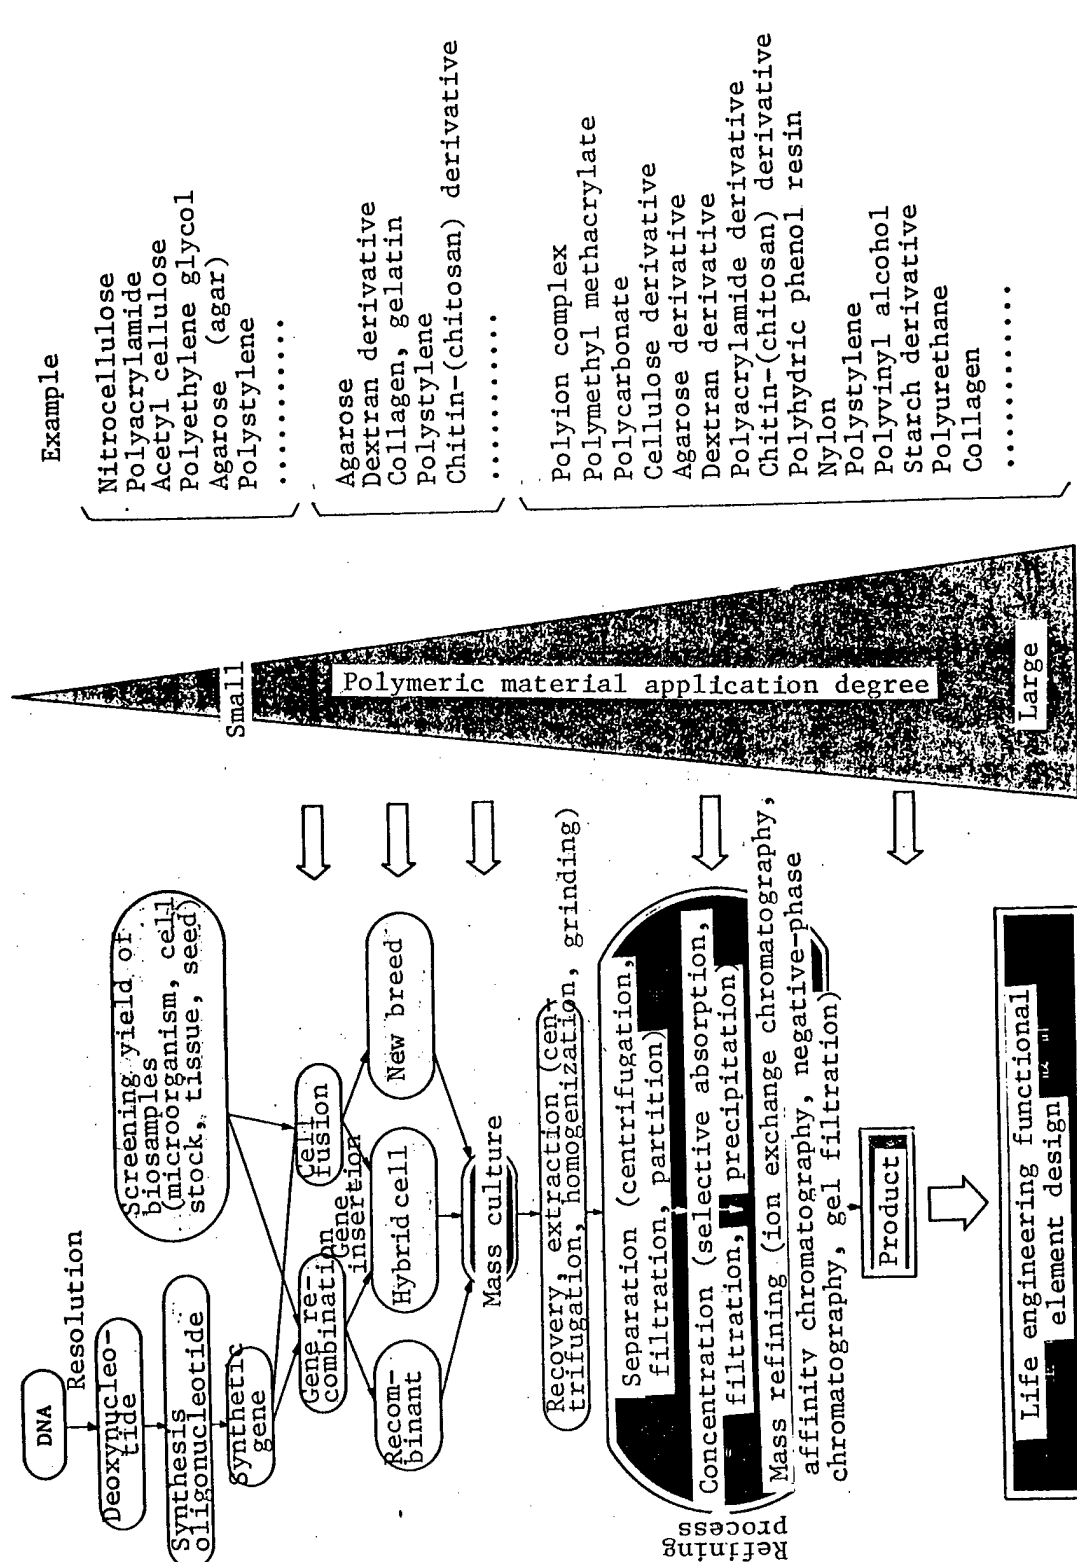 DNA
Resolution
Deoxynucleo-
tide
Synthesis
oligonucleotide
Synthetic
gene
Screening yield of
biosamples
(microorganism, cell
stock, tissue, seed)
Gene re-
combination
Cell
fusion
Gene
insertion
Recom-
binant
Hybrid cell
New breed
Mass culture
Recovery, extraction (cen-
trifugation, homogenization, grinding)
Refining
process
Separation (centrifugation,
filtration, partition)
Concentration (selective absorption,
filtration, precipitation)
Mass refining (ion exchange chromatography,
affinity chromatography, negative-phase
chromatography, gel filtration)
Product
Life engineering functional
element design
Small
Polymeric material application degree
Large
Example
Nitrocellulose
Polyacrylamide
Acetyl cellulose
Polyethylene glycol
Agarose (agar)
Polystylene
...........
Agarose
Dextran derivative
Collagen, gelatin
Polystylene
Chitin-(chitosan) derivative
...........
Polyion complex
Polymethyl methacrylate
Polycarbonate
Cellulose derivative
Agarose derivative
Dextran derivative
Polyacrylamide derivative
Chitin-(chitosan) derivative
Polyhydric phenol resin
Nylon
Polystylene
Polyvinyl alcohol
Starch derivative
Polyurethane
Collagen
...........